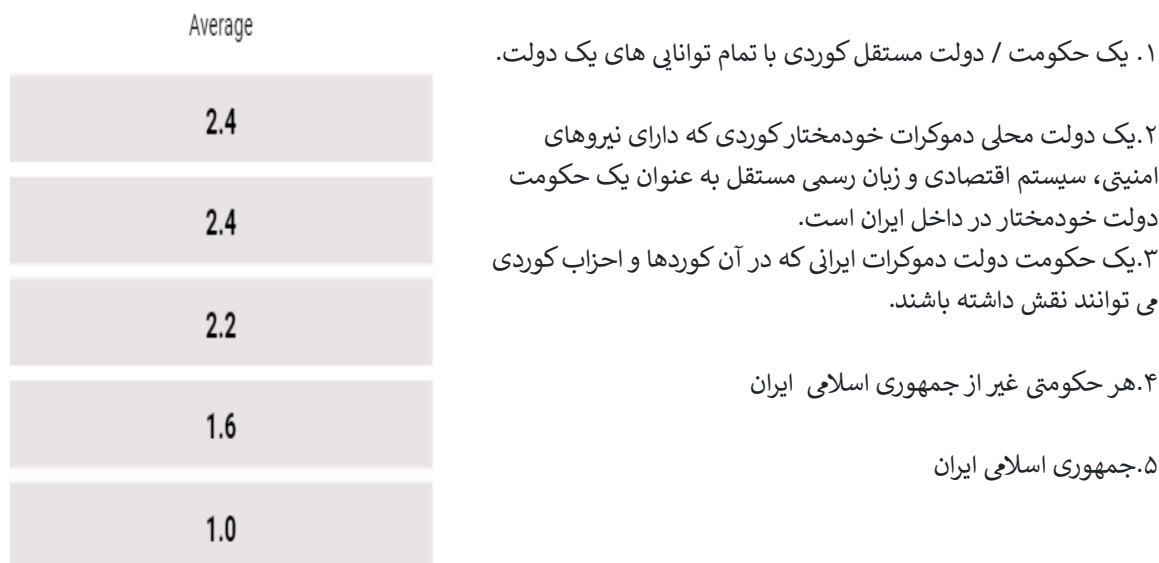 Average
2.4
2.4
2.2
1.6
1.0
۱. یک حکومت / دولت مستقل کوردی با تمام توانایی های یک دولت.
۲.یک دولت محلی دموکرات خودمختار کوردی که دارای نیروهای
امنیتی، سیستم اقتصادی و زبان رسمی مستقل به عنوان یک حکومت
دولت خودمختار در داخل ایران است.
۳.یک حکومت دولت دموکرات ایرانی که در آن کوردها و احزاب کوردی
می توانند نقش داشته باشند.
۴.هر حکومتی غیر از جمهوری اسلامی ایران
۵.جمهوری اسلامی ایران